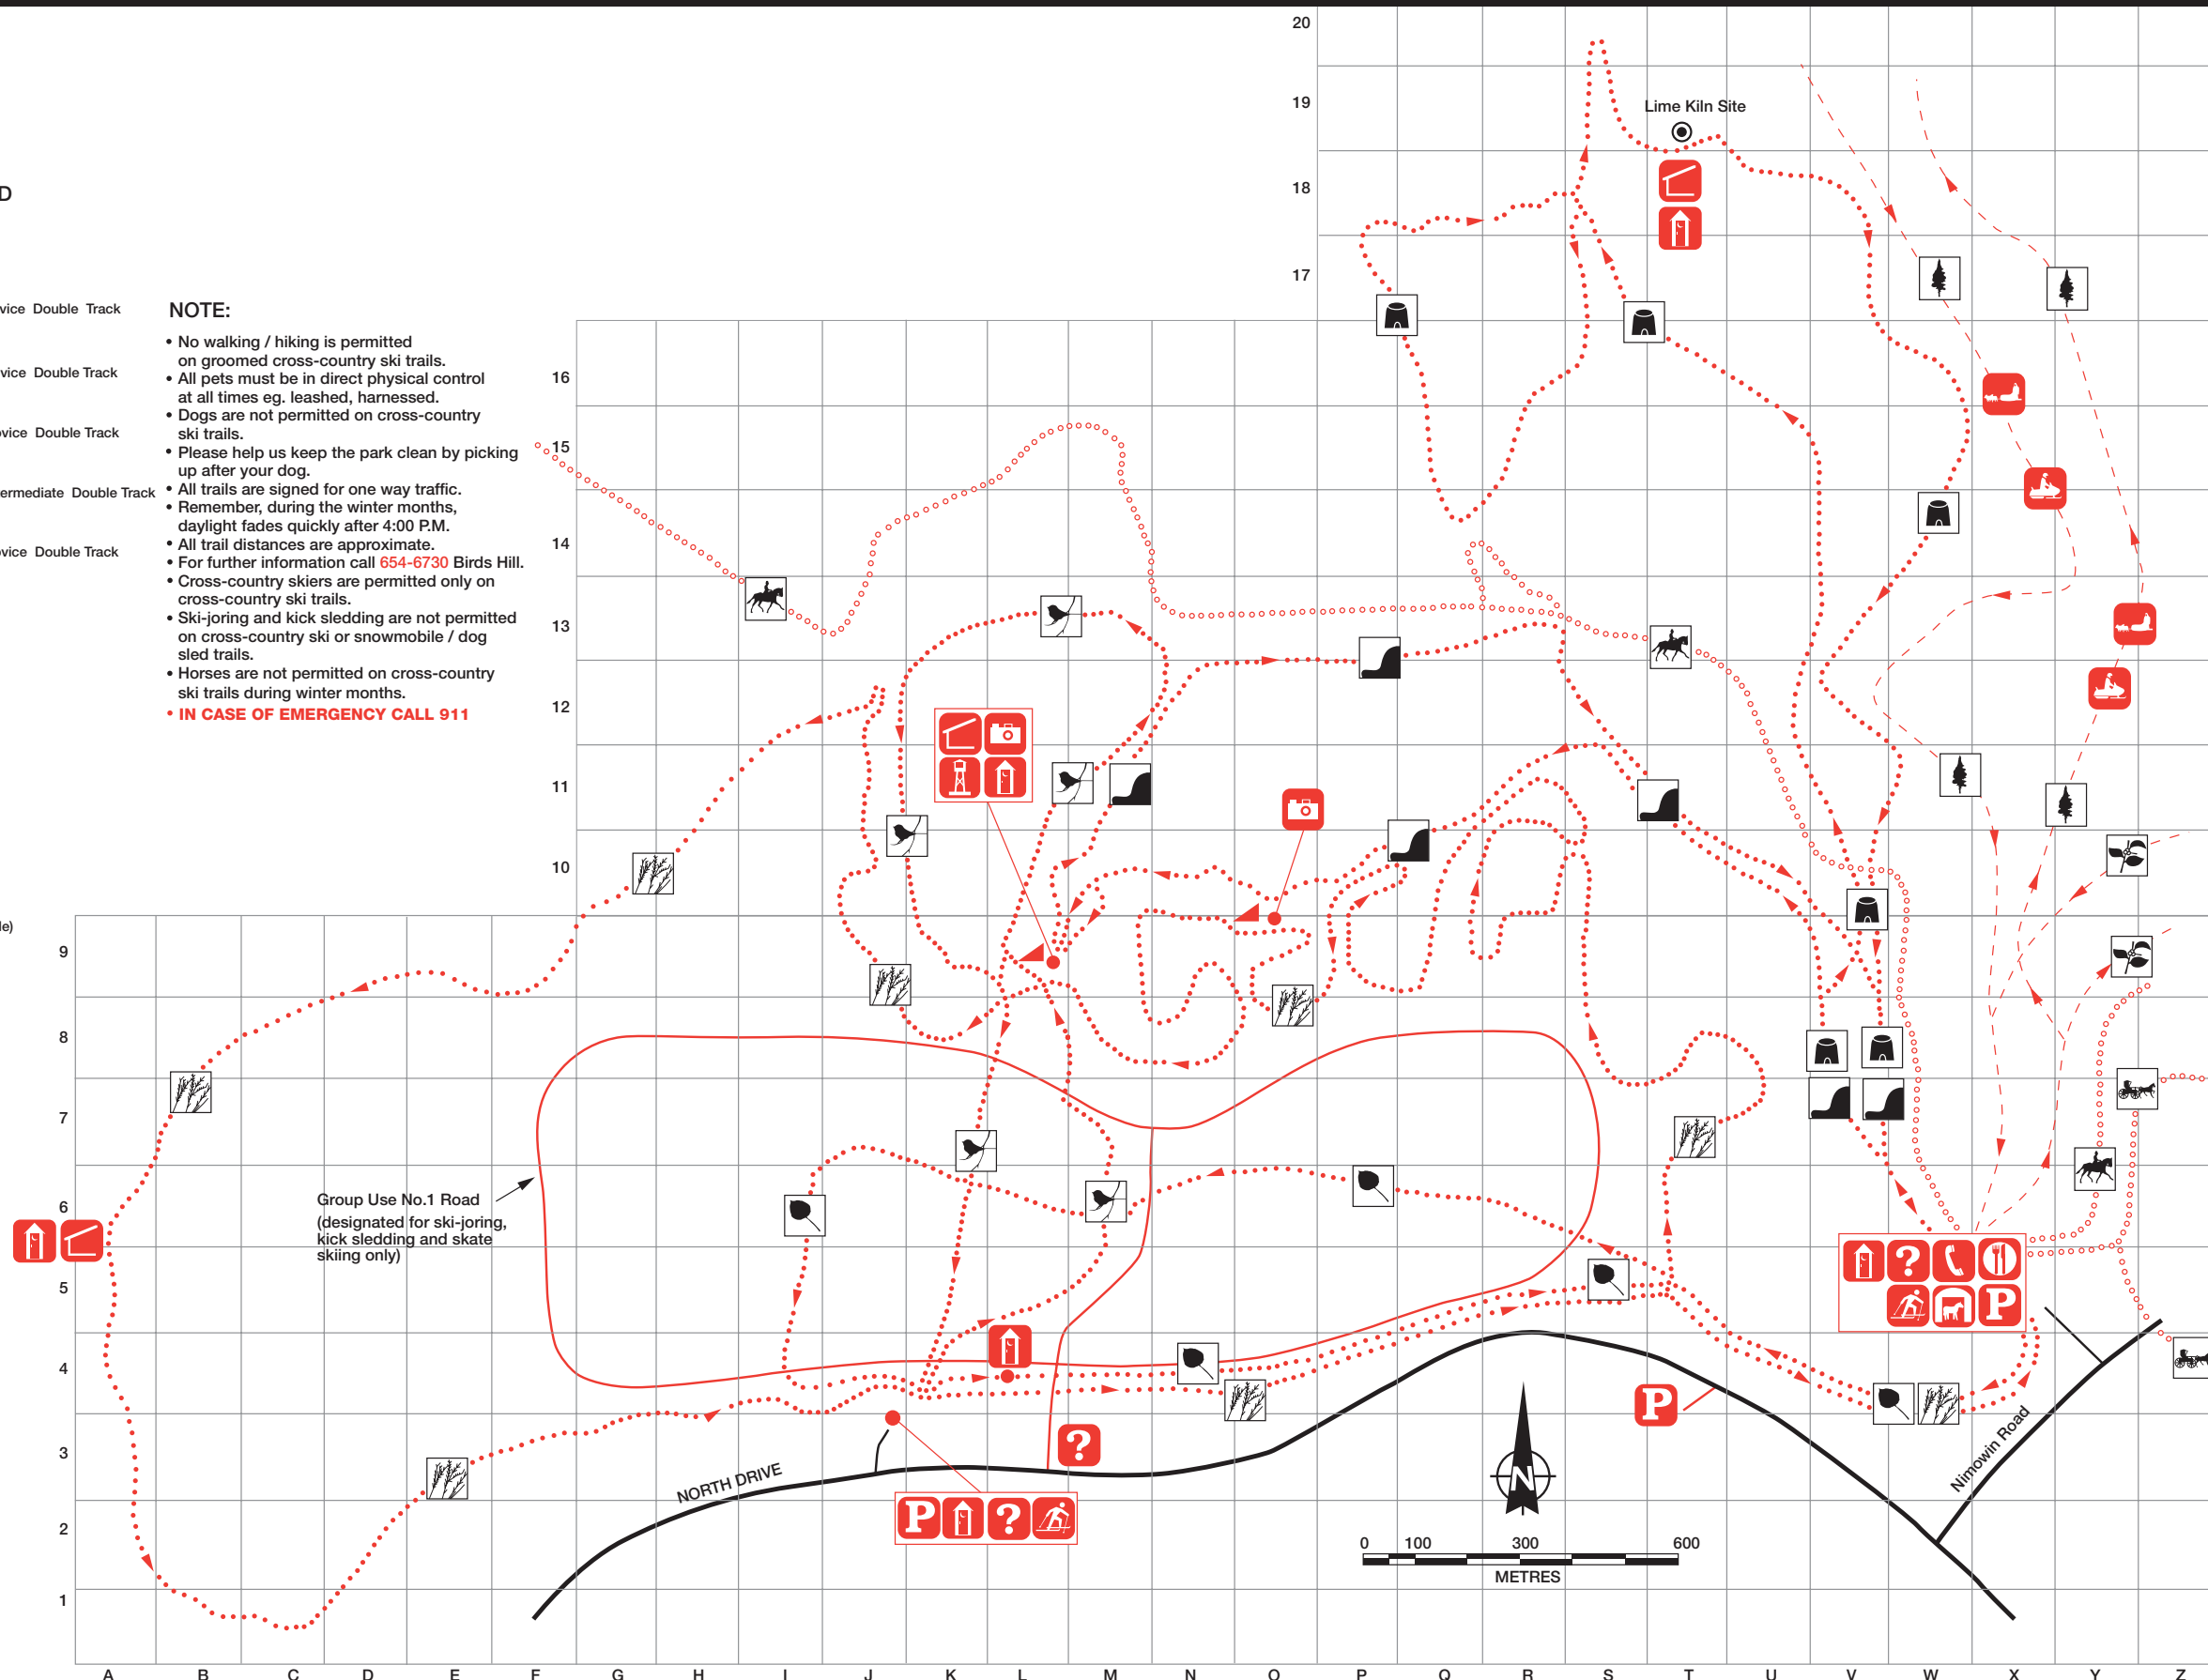 20
19
Lime Kiln Site
18
D
17
vice Double Track
NOTE:
• No walking / hiking is permitted
on groomed cross-country ski trails.
vice Double Track
• All pets must be in direct physical control
at all times eg. leashed, harnessed.
16
• Dogs are not permitted on cross-country
ski trails.
ovice Double Track
• Please help us keep the park clean by picking
up after your dog.
15
ermediate Double Track
• All trails are signed for one way traffic.
• Remember, during the winter months,
daylight fades quickly after 4:00 P.M.
• All trail distances are approximate.
14
ovice Double Track
• For further information call 654-6730 Birds Hill.
• Cross-country skiers are permitted only on
cross-country ski trails.
• Ski-joring and kick sledding are not permitted
on cross-country ski or snowmobile / dog
sled trails.
13
• Horses are not permitted on cross-country
ski trails during winter months.
• IN CASE OF EMERGENCY CALL 911
12
11
10
le)
9
8
7
6
Group Use No.1 Road
(designated for ski-joring,
kick sledding and skate
skiing only)
?
5
P
4
P
3
?
NORTH DRIVE
Nimowin Road
N
P ?
2
0 100 300 600
METRES
1
A B C D E F G H I J K L M N O P Q R S T U V W X Y Z